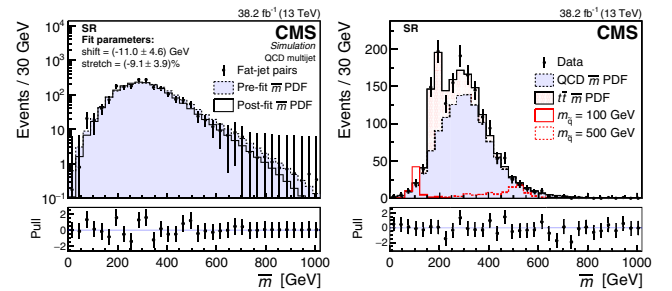 38.2 fb⁻¹ (13 TeV)
SR
CMS
Fit parameters:
Simulation
shift = (-11.0 ± 4.6) GeV
QCD multijet
stretch = (-9.1± 3.9)%
Fat-jet pairs
Pre-fit m̅ PDF
Post-fit m̅ PDF
Events / 30 GeV
10⁴
10³
10²
10
1
10⁻¹
Pull
2
0
−2
0 200 400 600 800 1000
m̅ [GeV]
38.2 fb⁻¹ (13 TeV)
SR
CMS
Data
QCD m̅ PDF
tt̅ m̅ PDF
m_q̃ = 100 GeV
m_q̃ = 500 GeV
Events / 30 GeV
200
150
100
50
0
Pull
2
0
−2
0 200 400 600 800 1000
m̅ [GeV]